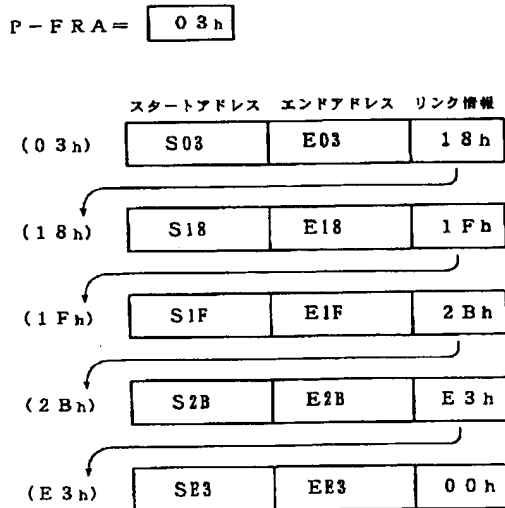 P-FRA= 03h
スタートアドレス エンドアドレス リンク情報
(03h) S03 E03 18h
(18h) S18 E18 1Fh
(1Fh) S1F E1F 2Bh
(2Bh) S2B E2B E3h
(E3h) SE3 EE3 00h